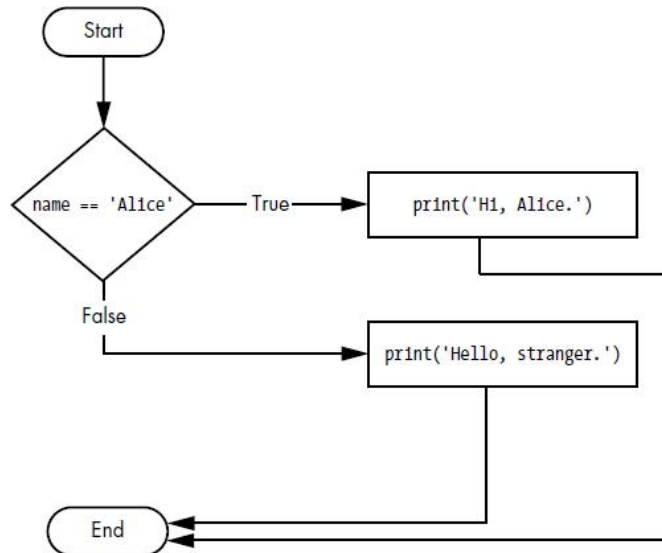 Start
name == 'Alice'
True
print('Hi, Alice.')
False
print('Hello, stranger.')
End